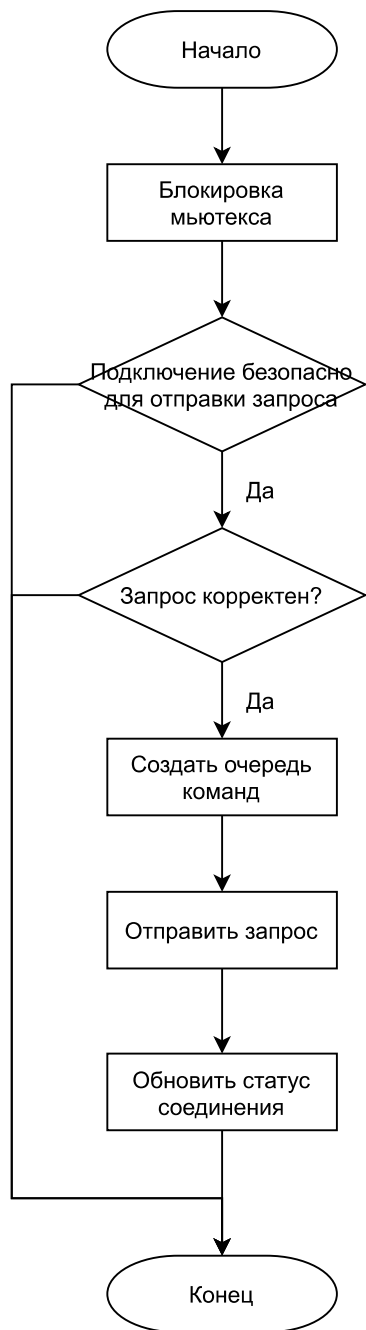 Начало
Блокировка
мьютекса
Подключение безопасно
для отправки запроса
Да
Запрос корректен?
Да
Создать очередь
команд
Отправить запрос
Обновить статус
соединения
Конец